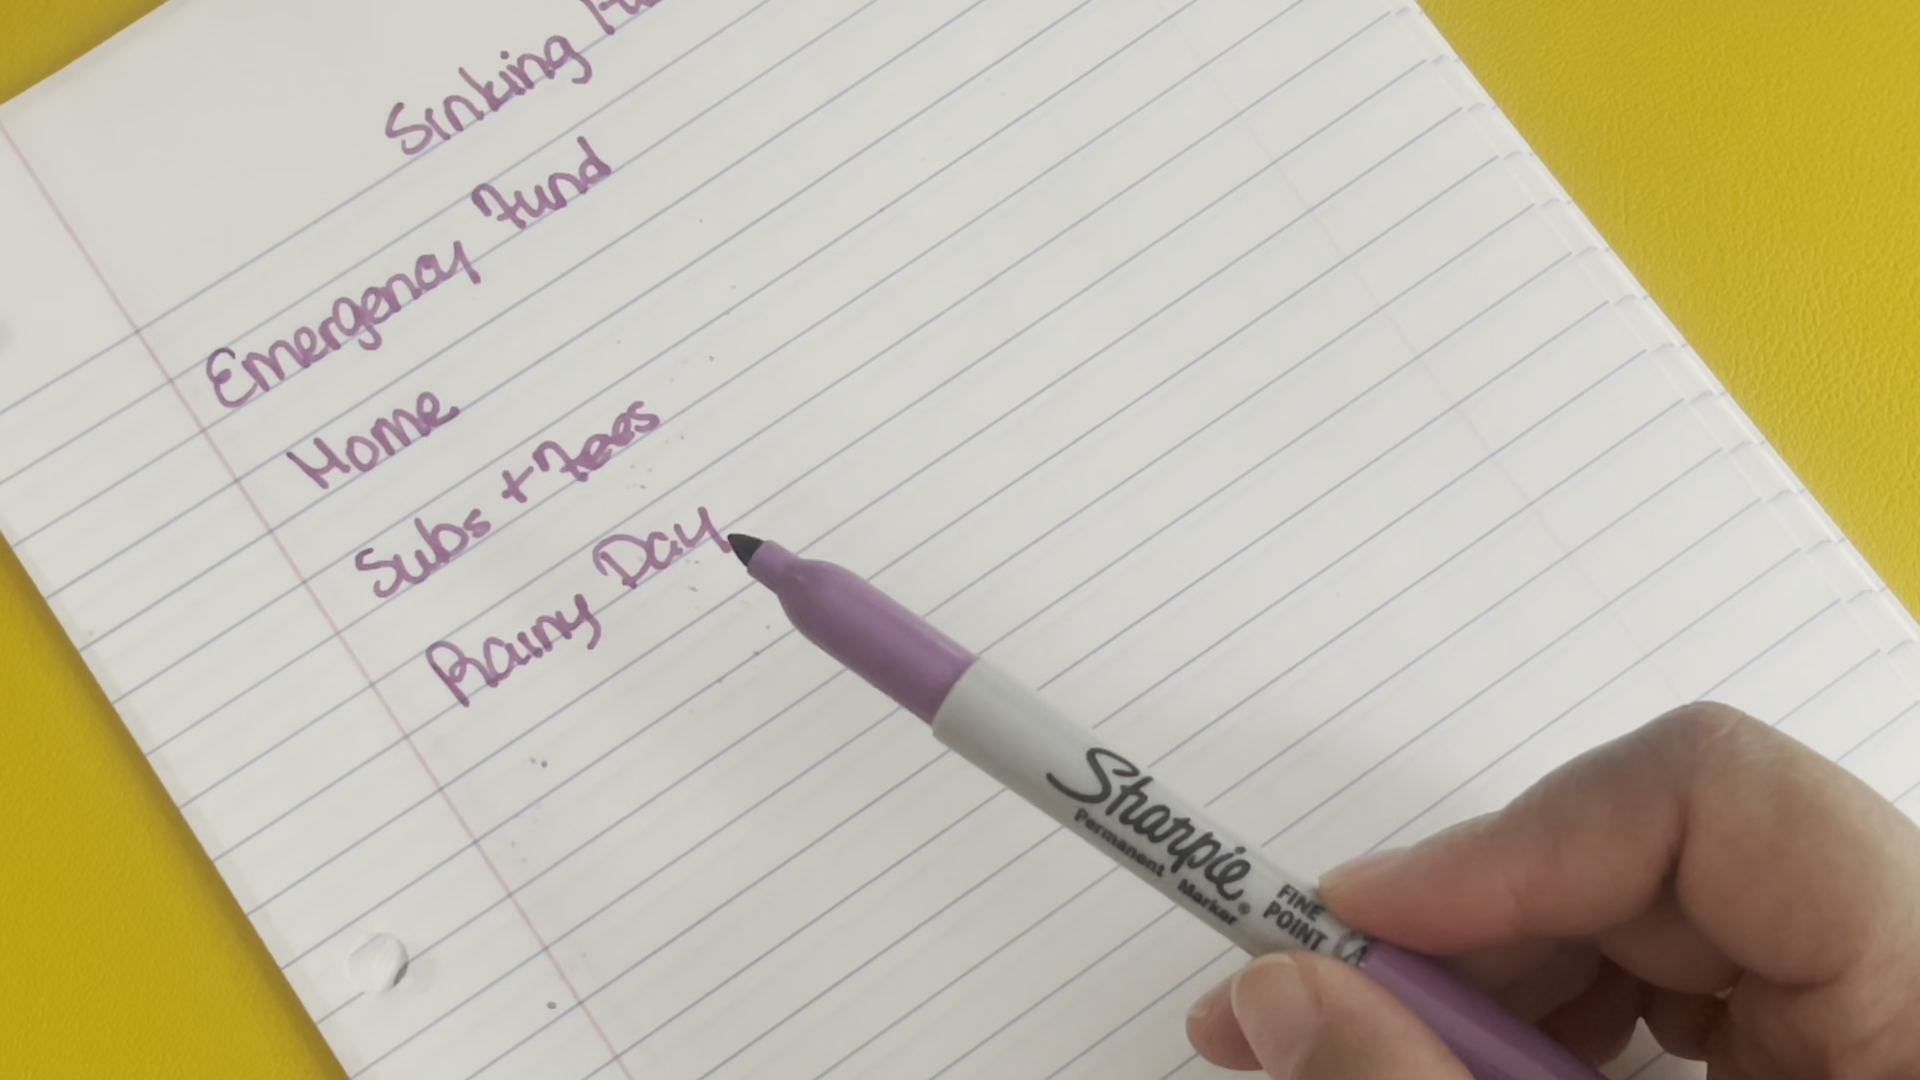 Sinking
Emergency Fund
Home
Subs + Fees
Rainy Day
Sharpie®
Permanent Marker
FINE
POINT